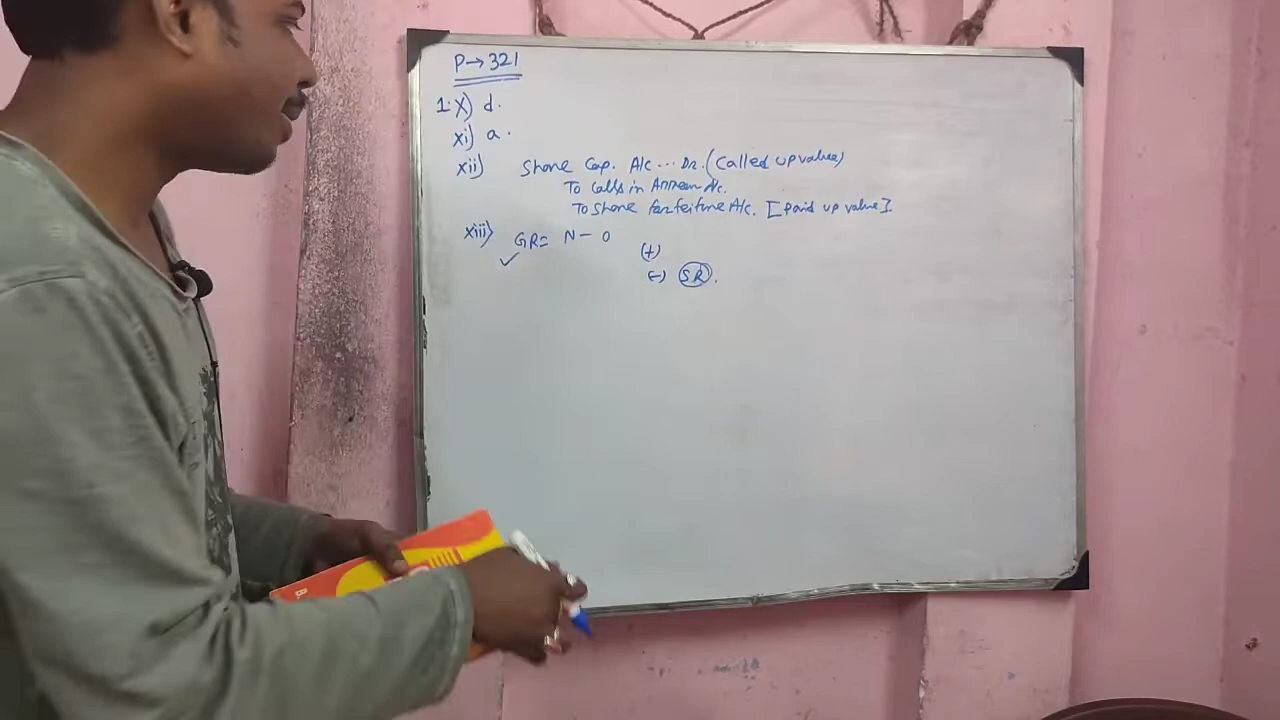 P→321
1. x) d.
xi) a.
xii) Share Cap. A/c ... Dr. (Called up value)
To Calls in Arrear A/c.
To Share forfeiture A/c. [Paid up value].
xiii) GR = N - O
(+)
(-) SR.
✓